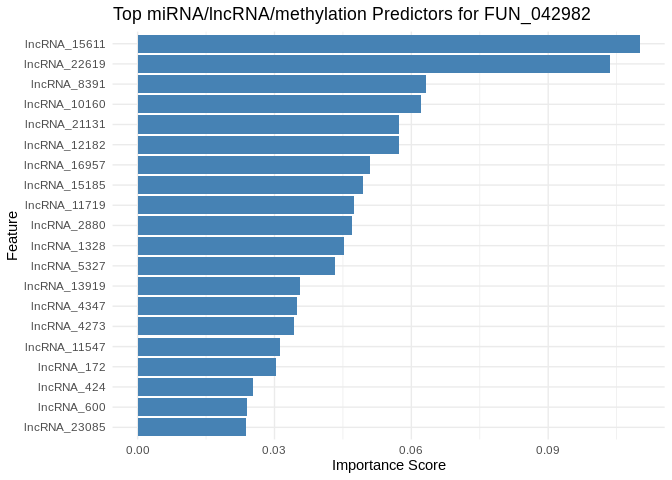 Top miRNA/lncRNA/methylation Predictors for FUN_042982
Feature
lncRNA_15611
lncRNA_22619
lncRNA_8391
lncRNA_10160
lncRNA_21131
lncRNA_12182
lncRNA_16957
lncRNA_15185
lncRNA_11719
lncRNA_2880
lncRNA_1328
lncRNA_5327
lncRNA_13919
lncRNA_4347
lncRNA_4273
lncRNA_11547
lncRNA_172
lncRNA_424
lncRNA_600
lncRNA_23085
0.00 0.03 0.06 0.09
Importance Score